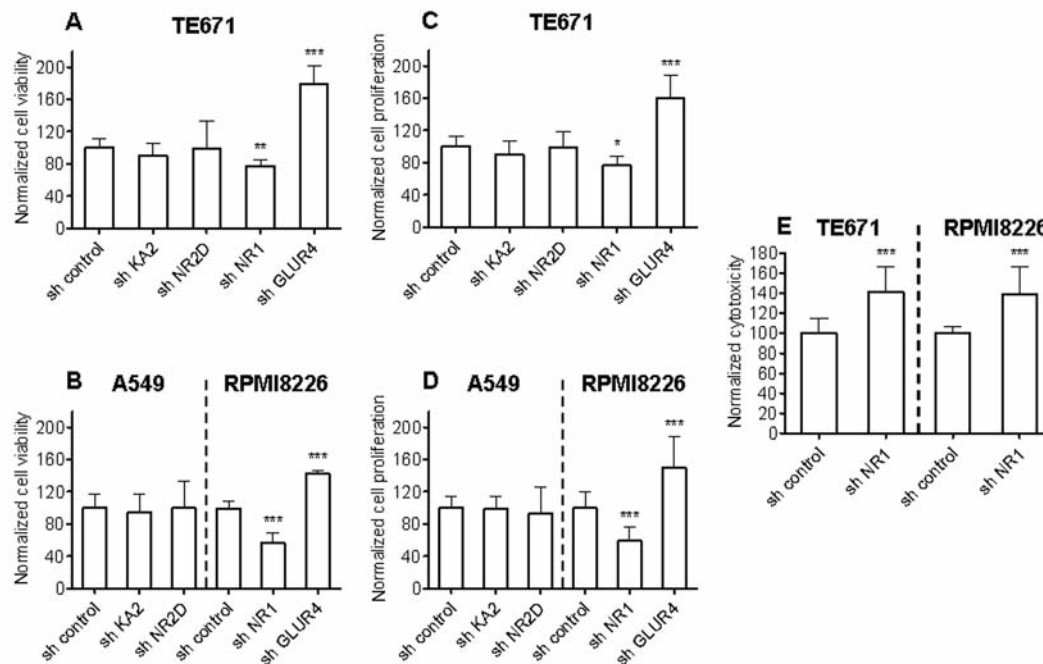 A
TE671
Normalized cell viability
200
160
120
80
40
0
**
***
sh control
sh KA2
sh NR2D
sh NR1
sh GLUR4
C
TE671
Normalized cell proliferation
200
160
120
80
40
0
*
***
sh control
sh KA2
sh NR2D
sh NR1
sh GLUR4
B
A549
RPMI8226
Normalized cell viability
200
160
120
80
40
0
***
***
sh control
sh KA2
sh NR2D
sh control
sh NR1
sh GLUR4
D
A549
RPMI8226
Normalized cell proliferation
200
160
120
80
40
0
***
***
sh control
sh KA2
sh NR2D
sh control
sh NR1
sh GLUR4
E
TE671
RPMI8226
Normalized cytotoxicity
180
160
140
120
100
80
60
40
20
0
***
***
sh control
sh NR1
sh control
sh NR1